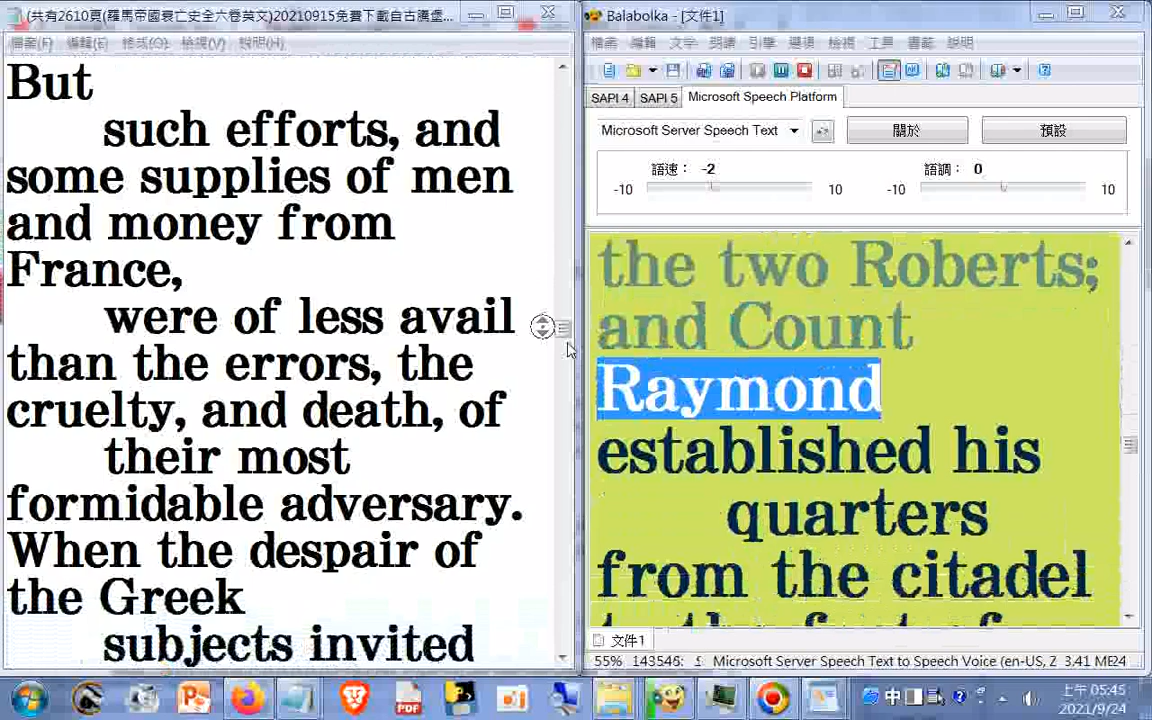 (共有2610頁(羅馬帝國衰亡史全六卷英文)20210915免費下載自古騰堡...
檔案(F) 編輯(E) 格式(O) 檢視(V) 說明(H)
But
such efforts, and
some supplies of men
and money from
France,
were of less avail
than the errors, the
cruelty, and death, of
their most
formidable adversary.
When the despair of
the Greek
subjects invited
Balabolka - [文件1]
檔案 編輯 文字 朗讀 引擎 選項 檢視 工具 書籤 說明
SAPI 4 SAPI 5 Microsoft Speech Platform
Microsoft Server Speech Text 關於 預設
語速： -2 語調： 0
-10 10 -10 10
the two Roberts;
and Count
Raymond
established his
quarters
from the citadel
文件1
55% 143546: Microsoft Server Speech Text to Speech Voice (en-US, Z 3.41 ME24
中
上午 05:45
2021/9/24